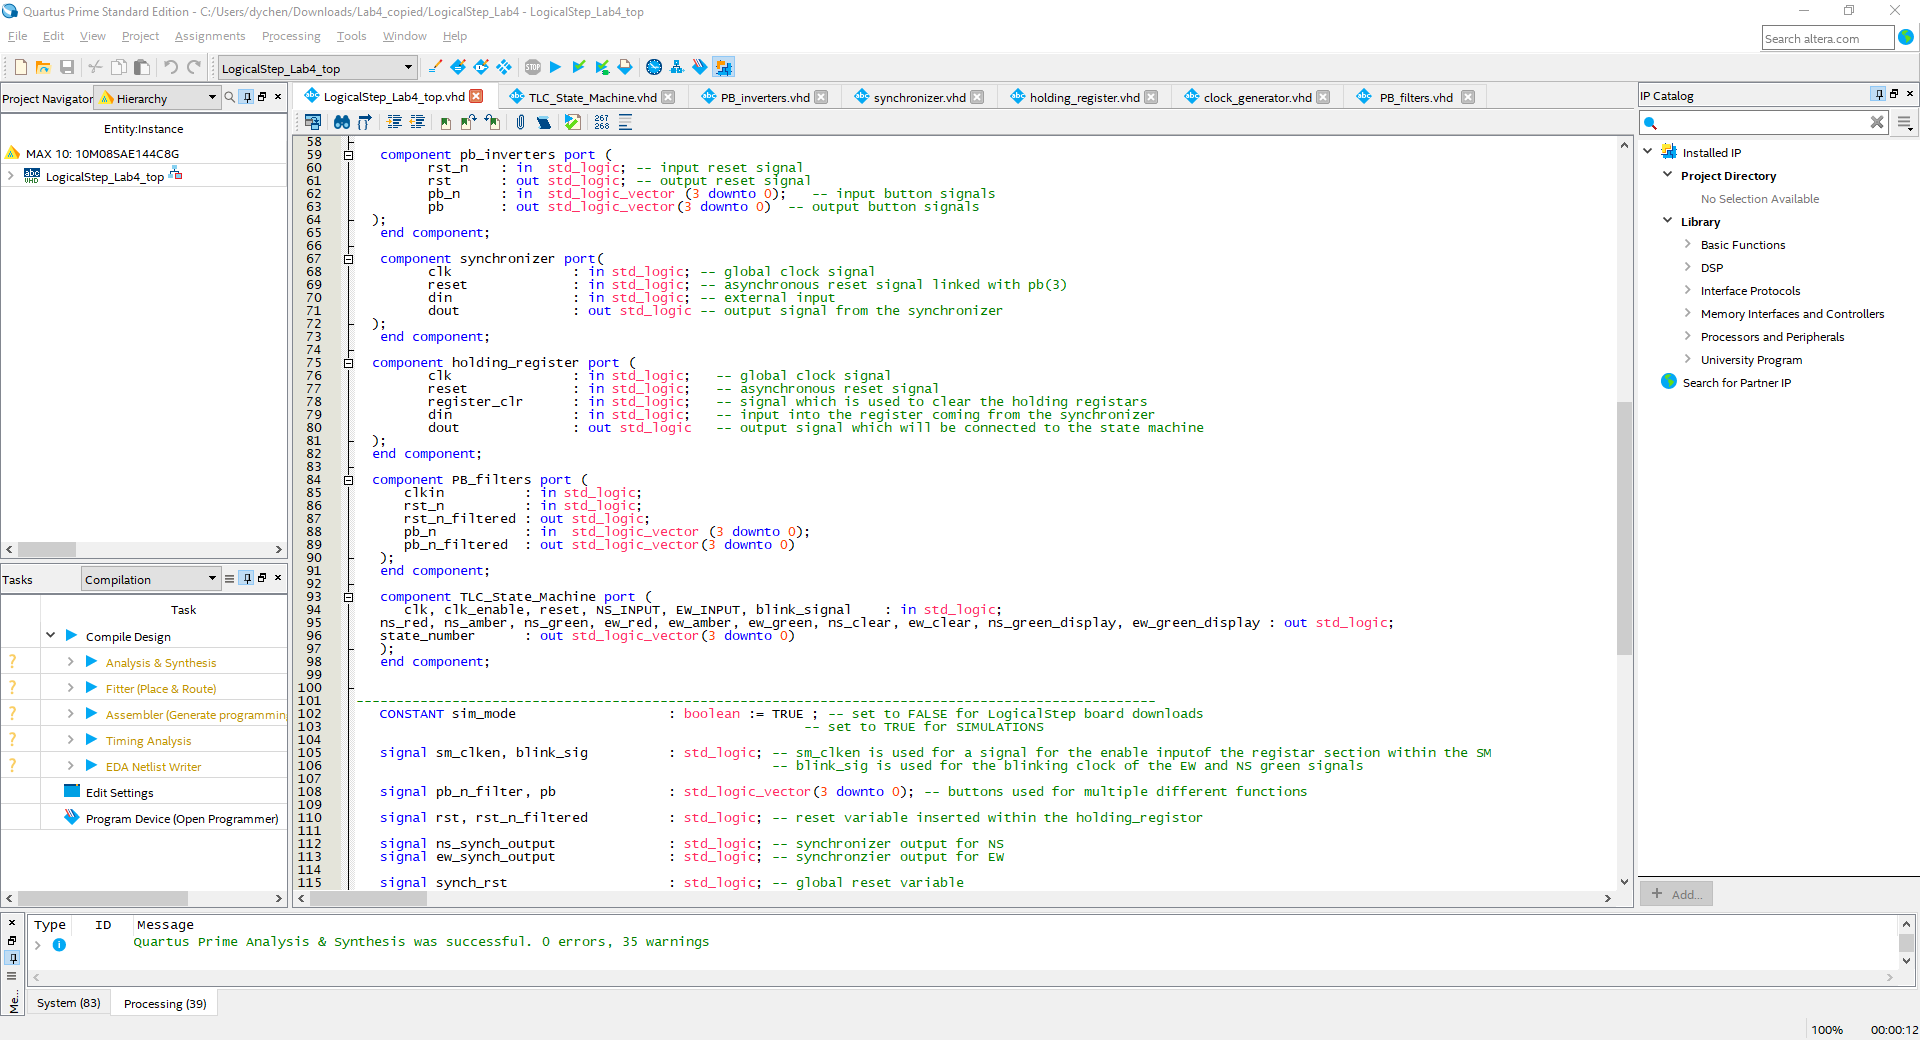 Quartus Prime Standard Edition - C:/Users/dychen/Downloads/Lab4_copied/LogicalStep_Lab4 - LogicalStep_Lab4_top
File Edit View Project Assignments Processing Tools Window Help
Search altera.com
LogicalStep_Lab4_top
Project Navigator Hierarchy
Entity:Instance
MAX 10: 10M08SAE144C8G
LogicalStep_Lab4_top
Tasks Compilation
Task
Compile Design
Analysis & Synthesis
Fitter (Place & Route)
Assembler (Generate programmin
Timing Analysis
EDA Netlist Writer
Edit Settings
Program Device (Open Programmer)
LogicalStep_Lab4_top.vhd TLC_State_Machine.vhd PB_inverters.vhd synchronizer.vhd holding_register.vhd clock_generator.vhd PB_filters.vhd
267
268
58
59 component pb_inverters port (
60 rst_n : in std_logic; -- input reset signal
61 rst : out std_logic; -- output reset signal
62 pb_n : in std_logic_vector (3 downto 0); -- input button signals
63 pb : out std_logic_vector(3 downto 0) -- output button signals
64 );
65 end component;
66
67 component synchronizer port(
68 clk : in std_logic; -- global clock signal
69 reset : in std_logic; -- asynchronous reset signal linked with pb(3)
70 din : in std_logic; -- external input
71 dout : out std_logic -- output signal from the synchronizer
72 );
73 end component;
74
75 component holding_register port (
76 clk : in std_logic; -- global clock signal
77 reset : in std_logic; -- asynchronous reset signal
78 register_clr : in std_logic; -- signal which is used to clear the holding registars
79 din : in std_logic; -- input into the register coming from the synchronizer
80 dout : out std_logic -- output signal which will be connected to the state machine
81 );
82 end component;
83
84 component PB_filters port (
85 clkin : in std_logic;
86 rst_n : in std_logic;
87 rst_n_filtered : out std_logic;
88 pb_n : in std_logic_vector (3 downto 0);
89 pb_n_filtered : out std_logic_vector(3 downto 0)
90 );
91 end component;
92
93 component TLC_State_Machine port (
94 clk, clk_enable, reset, NS_INPUT, EW_INPUT, blink_signal : in std_logic;
95 ns_red, ns_amber, ns_green, ew_red, ew_amber, ew_green, ns_clear, ew_clear, ns_green_display, ew_green_display : out std_logic;
96 state_number : out std_logic_vector(3 downto 0)
97 );
98 end component;
99
100
101 ----------------------------------------------------------------------------------------------------
102 CONSTANT sim_mode : boolean := TRUE ; -- set to FALSE for LogicalStep board downloads
103 -- set to TRUE for SIMULATIONS
104
105 signal sm_clken, blink_sig : std_logic; -- sm_clken is used for a signal for the enable inputof the registar section within the SM
106 -- blink_sig is used for the blinking clock of the EW and NS green signals
107
108 signal pb_n_filter, pb : std_logic_vector(3 downto 0); -- buttons used for multiple different functions
109
110 signal rst, rst_n_filtered : std_logic; -- reset variable inserted within the holding_registor
111
112 signal ns_synch_output : std_logic; -- synchronizer output for NS
113 signal ew_synch_output : std_logic; -- synchronzier output for EW
114
115 signal synch_rst : std_logic; -- global reset variable
IP Catalog
Installed IP
Project Directory
No Selection Available
Library
Basic Functions
DSP
Interface Protocols
Memory Interfaces and Controllers
Processors and Peripherals
University Program
Search for Partner IP
Add...
Type ID Message
Quartus Prime Analysis & Synthesis was successful. 0 errors, 35 warnings
System (83) Processing (39)
Me...
100% 00:00:12